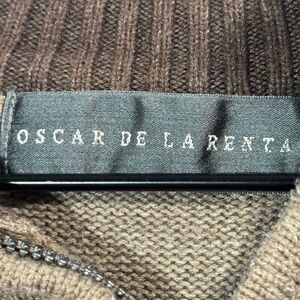 OSCAR DE LA RENTA